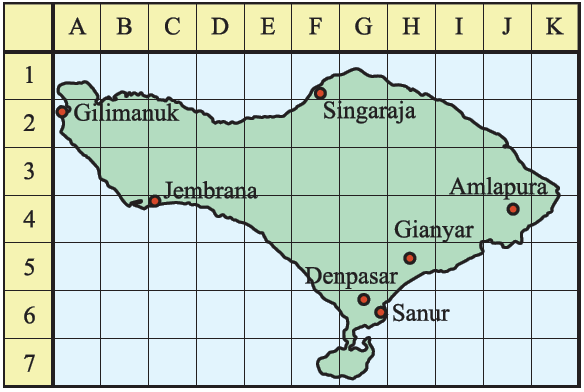 A B C D E F G H I J K
1
2
3
4
5
6
7
Singaraja
Gilimanuk
Jembrana
Amlapura
Gianyar
Denpasar
Sanur